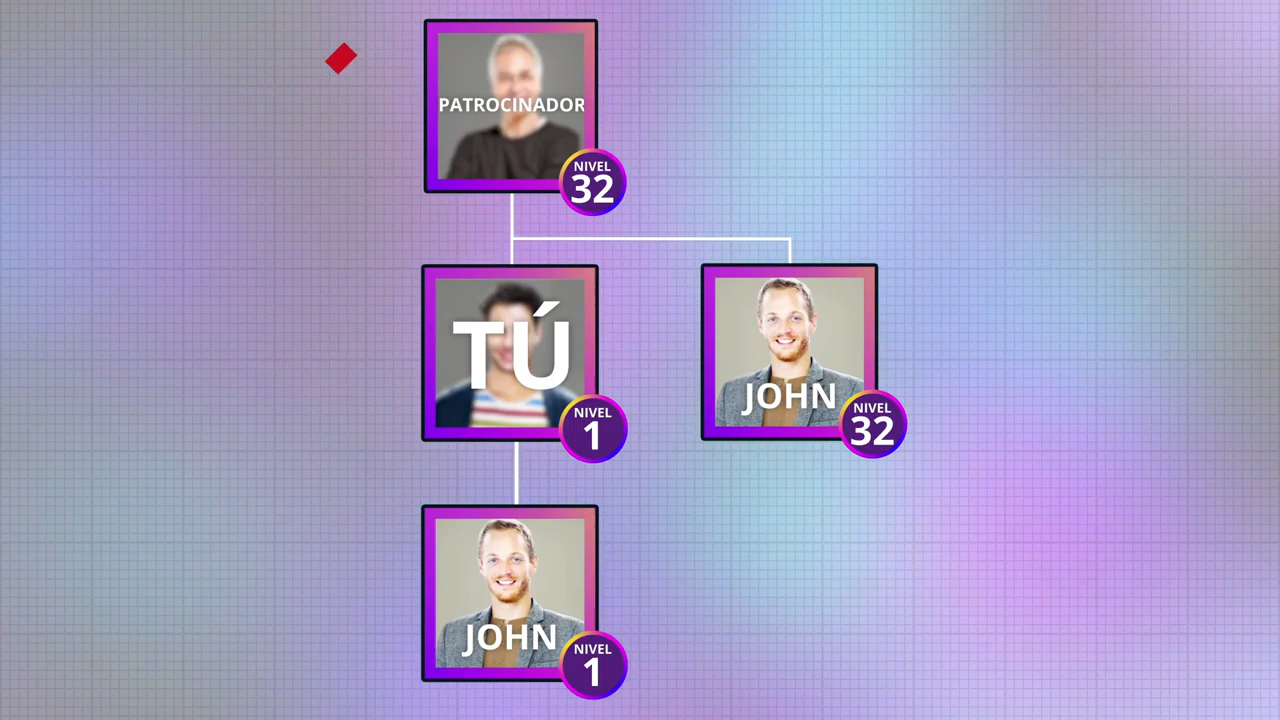 PATROCINADOR
NIVEL
32
TÚ
NIVEL
1
JOHN
NIVEL
32
JOHN
NIVEL
1